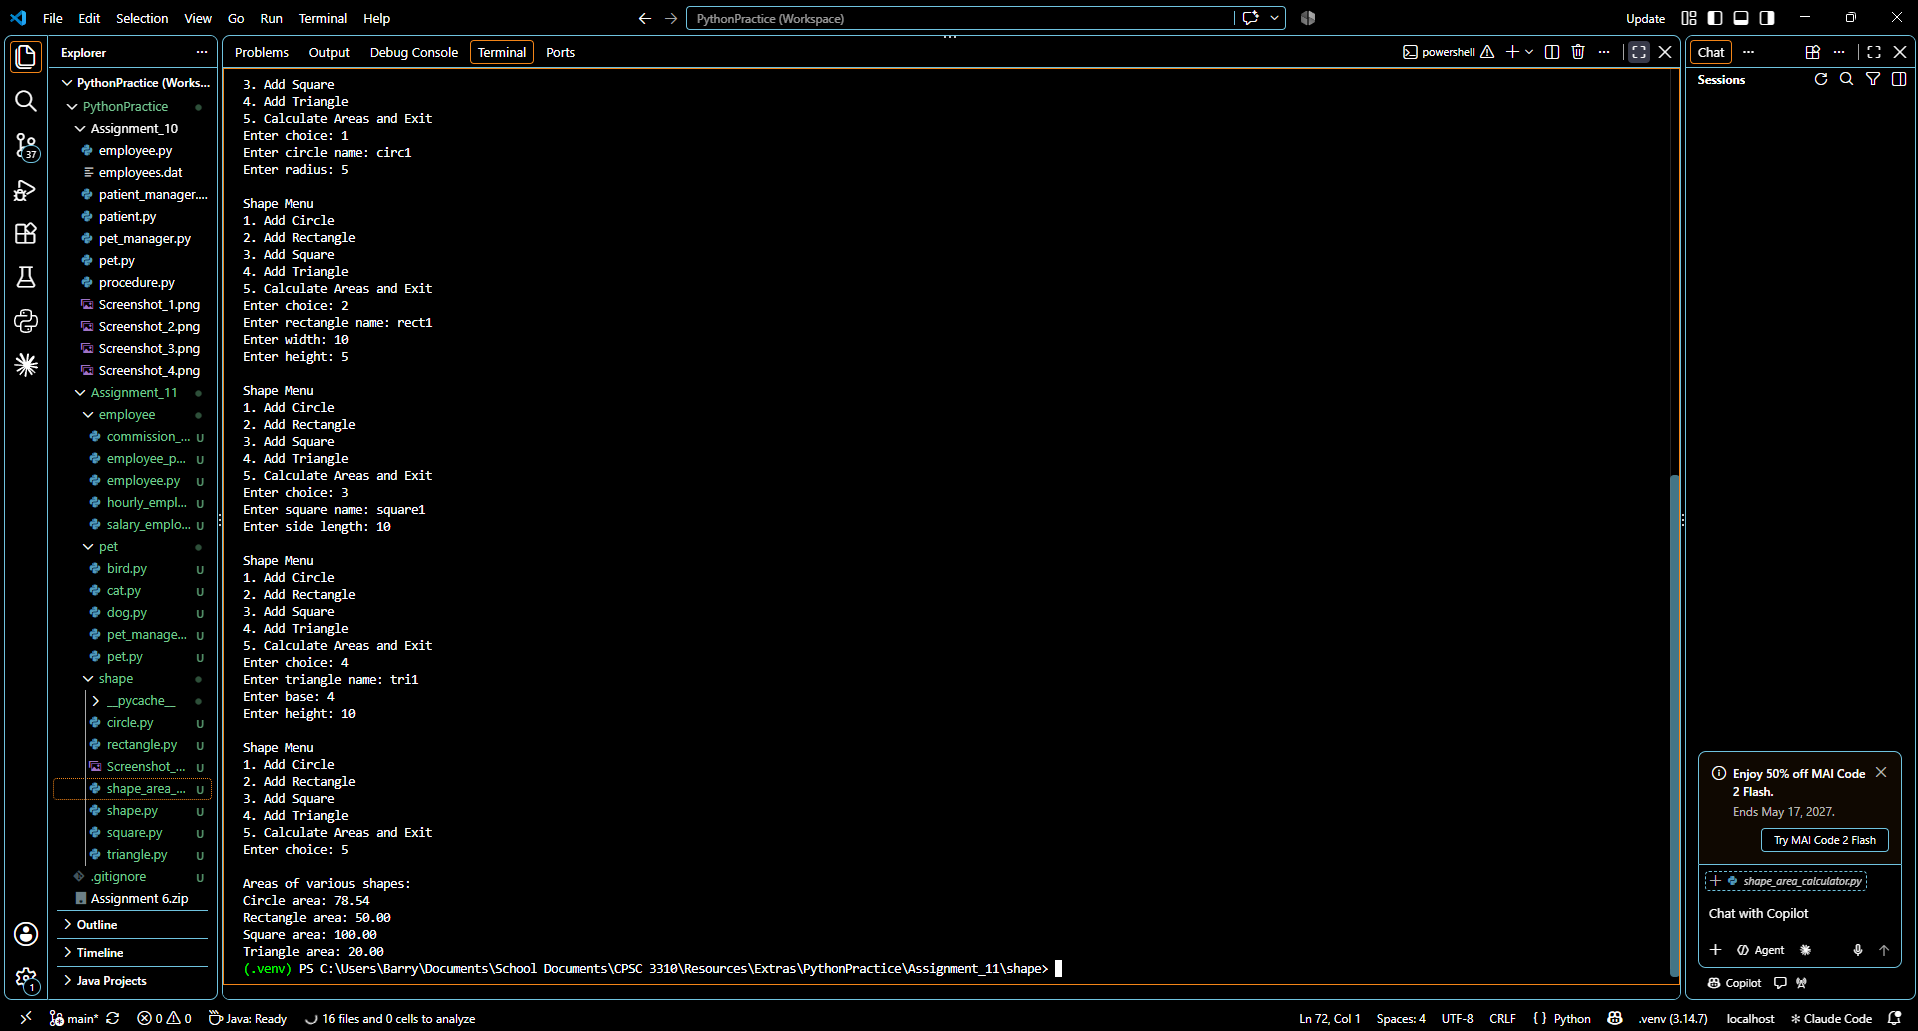 File Edit Selection View Go Run Terminal Help
PythonPractice (Workspace)
Update
Explorer
PythonPractice (Works...
PythonPractice
Assignment_10
employee.py
employees.dat
patient_manager....
patient.py
pet_manager.py
pet.py
procedure.py
Screenshot_1.png
Screenshot_2.png
Screenshot_3.png
Screenshot_4.png
Assignment_11
employee
commission_... U
employee_p... U
employee.py U
hourly_empl... U
salary_emplo... U
pet
bird.py U
cat.py U
dog.py U
pet_manage... U
pet.py U
shape
__pycache__
circle.py U
rectangle.py U
Screenshot_... U
shape_area_... U
shape.py U
square.py U
triangle.py U
.gitignore U
Assignment 6.zip
Outline
Timeline
Java Projects
37
1
Problems Output Debug Console Terminal Ports
powershell
3. Add Square
4. Add Triangle
5. Calculate Areas and Exit
Enter choice: 1
Enter circle name: circ1
Enter radius: 5
Shape Menu
1. Add Circle
2. Add Rectangle
3. Add Square
4. Add Triangle
5. Calculate Areas and Exit
Enter choice: 2
Enter rectangle name: rect1
Enter width: 10
Enter height: 5
Shape Menu
1. Add Circle
2. Add Rectangle
3. Add Square
4. Add Triangle
5. Calculate Areas and Exit
Enter choice: 3
Enter square name: square1
Enter side length: 10
Shape Menu
1. Add Circle
2. Add Rectangle
3. Add Square
4. Add Triangle
5. Calculate Areas and Exit
Enter choice: 4
Enter triangle name: tri1
Enter base: 4
Enter height: 10
Shape Menu
1. Add Circle
2. Add Rectangle
3. Add Square
4. Add Triangle
5. Calculate Areas and Exit
Enter choice: 5
Areas of various shapes:
Circle area: 78.54
Rectangle area: 50.00
Square area: 100.00
Triangle area: 20.00
(.venv) PS C:\Users\Barry\Documents\School Documents\CPSC 3310\Resources\Extras\PythonPractice\Assignment_11\shape>
Chat
Sessions
Enjoy 50% off MAI Code
2 Flash.
Ends May 17, 2027.
Try MAI Code 2 Flash
shape_area_calculator.py
Chat with Copilot
Agent
Copilot
main* 0 0 Java: Ready 16 files and 0 cells to analyze
Ln 72, Col 1 Spaces: 4 UTF-8 CRLF { } Python .venv (3.14.7) localhost Claude Code